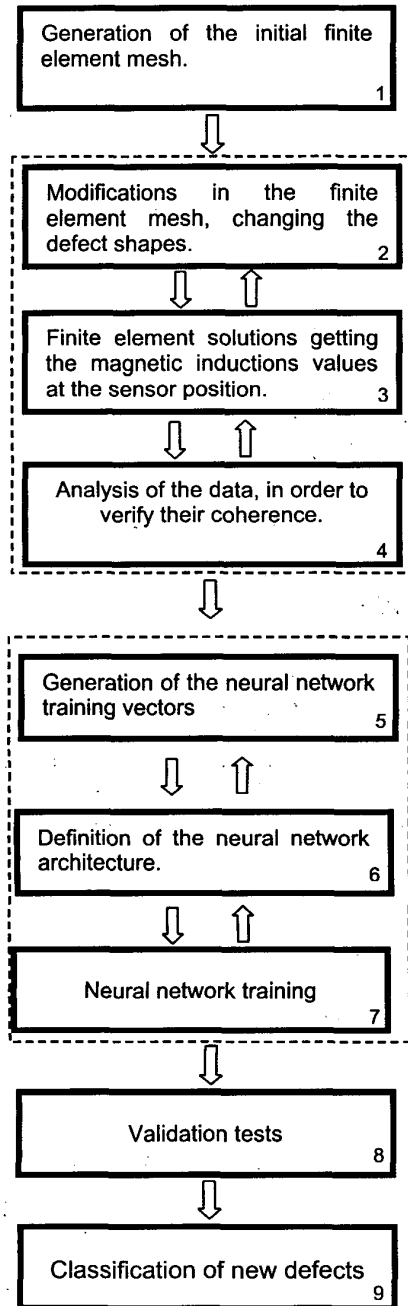 Generation of the initial finite
element mesh.
1
Modifications in the finite
element mesh, changing the
defect shapes.
2
Finite element solutions getting
the magnetic inductions values
at the sensor position.
3
Analysis of the data, in order to
verify their coherence.
4
Generation of the neural network
training vectors
5
Definition of the neural network
architecture.
6
Neural network training
7
Validation tests
8
Classification of new defects
9